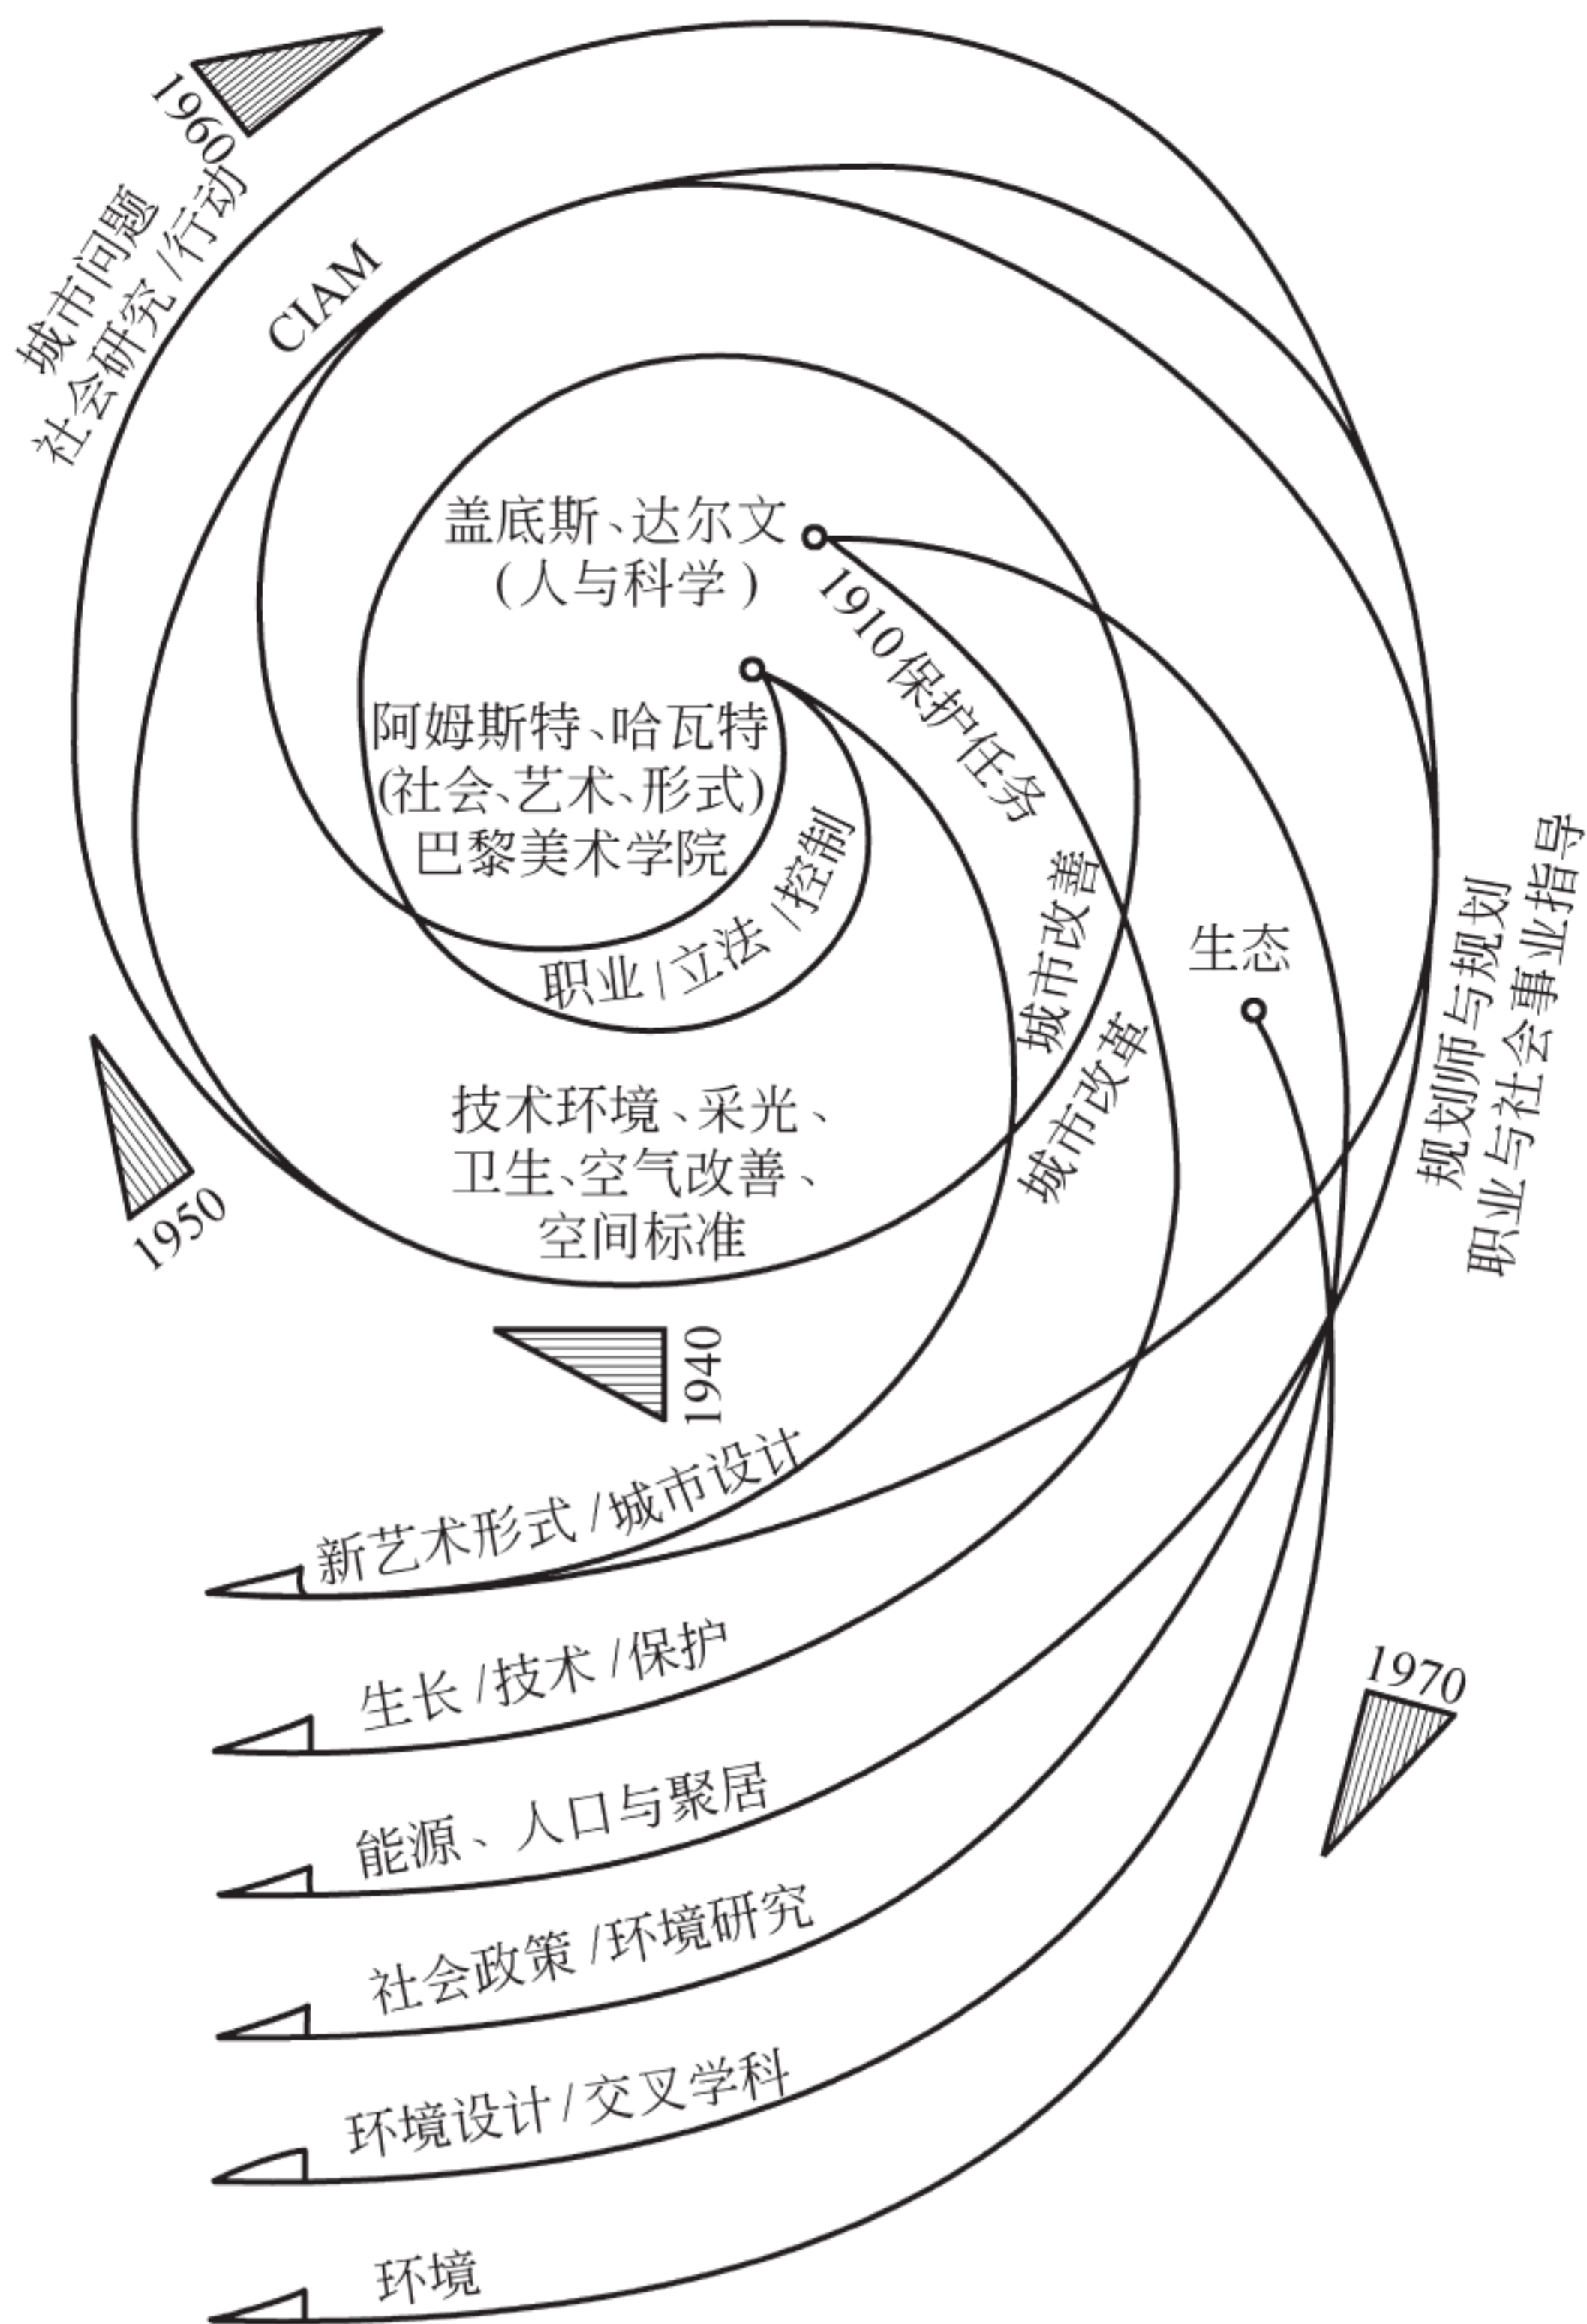 1960
城市问题
社会研究/行动
CIAM
盖底斯、达尔文
(人与科学)
1910保护任务
阿姆斯特、哈瓦特
(社会、艺术、形式)
巴黎美术学院
职业/立法/控制
城市改善
城市改革
生态
规划师与规划
职业与社会事业指导
技术环境、采光、
卫生、空气改善、
空间标准
1950
1940
新艺术形式/城市设计
生长/技术/保护
1970
能源、人口与聚居
社会政策/环境研究
环境设计/交叉学科
环境